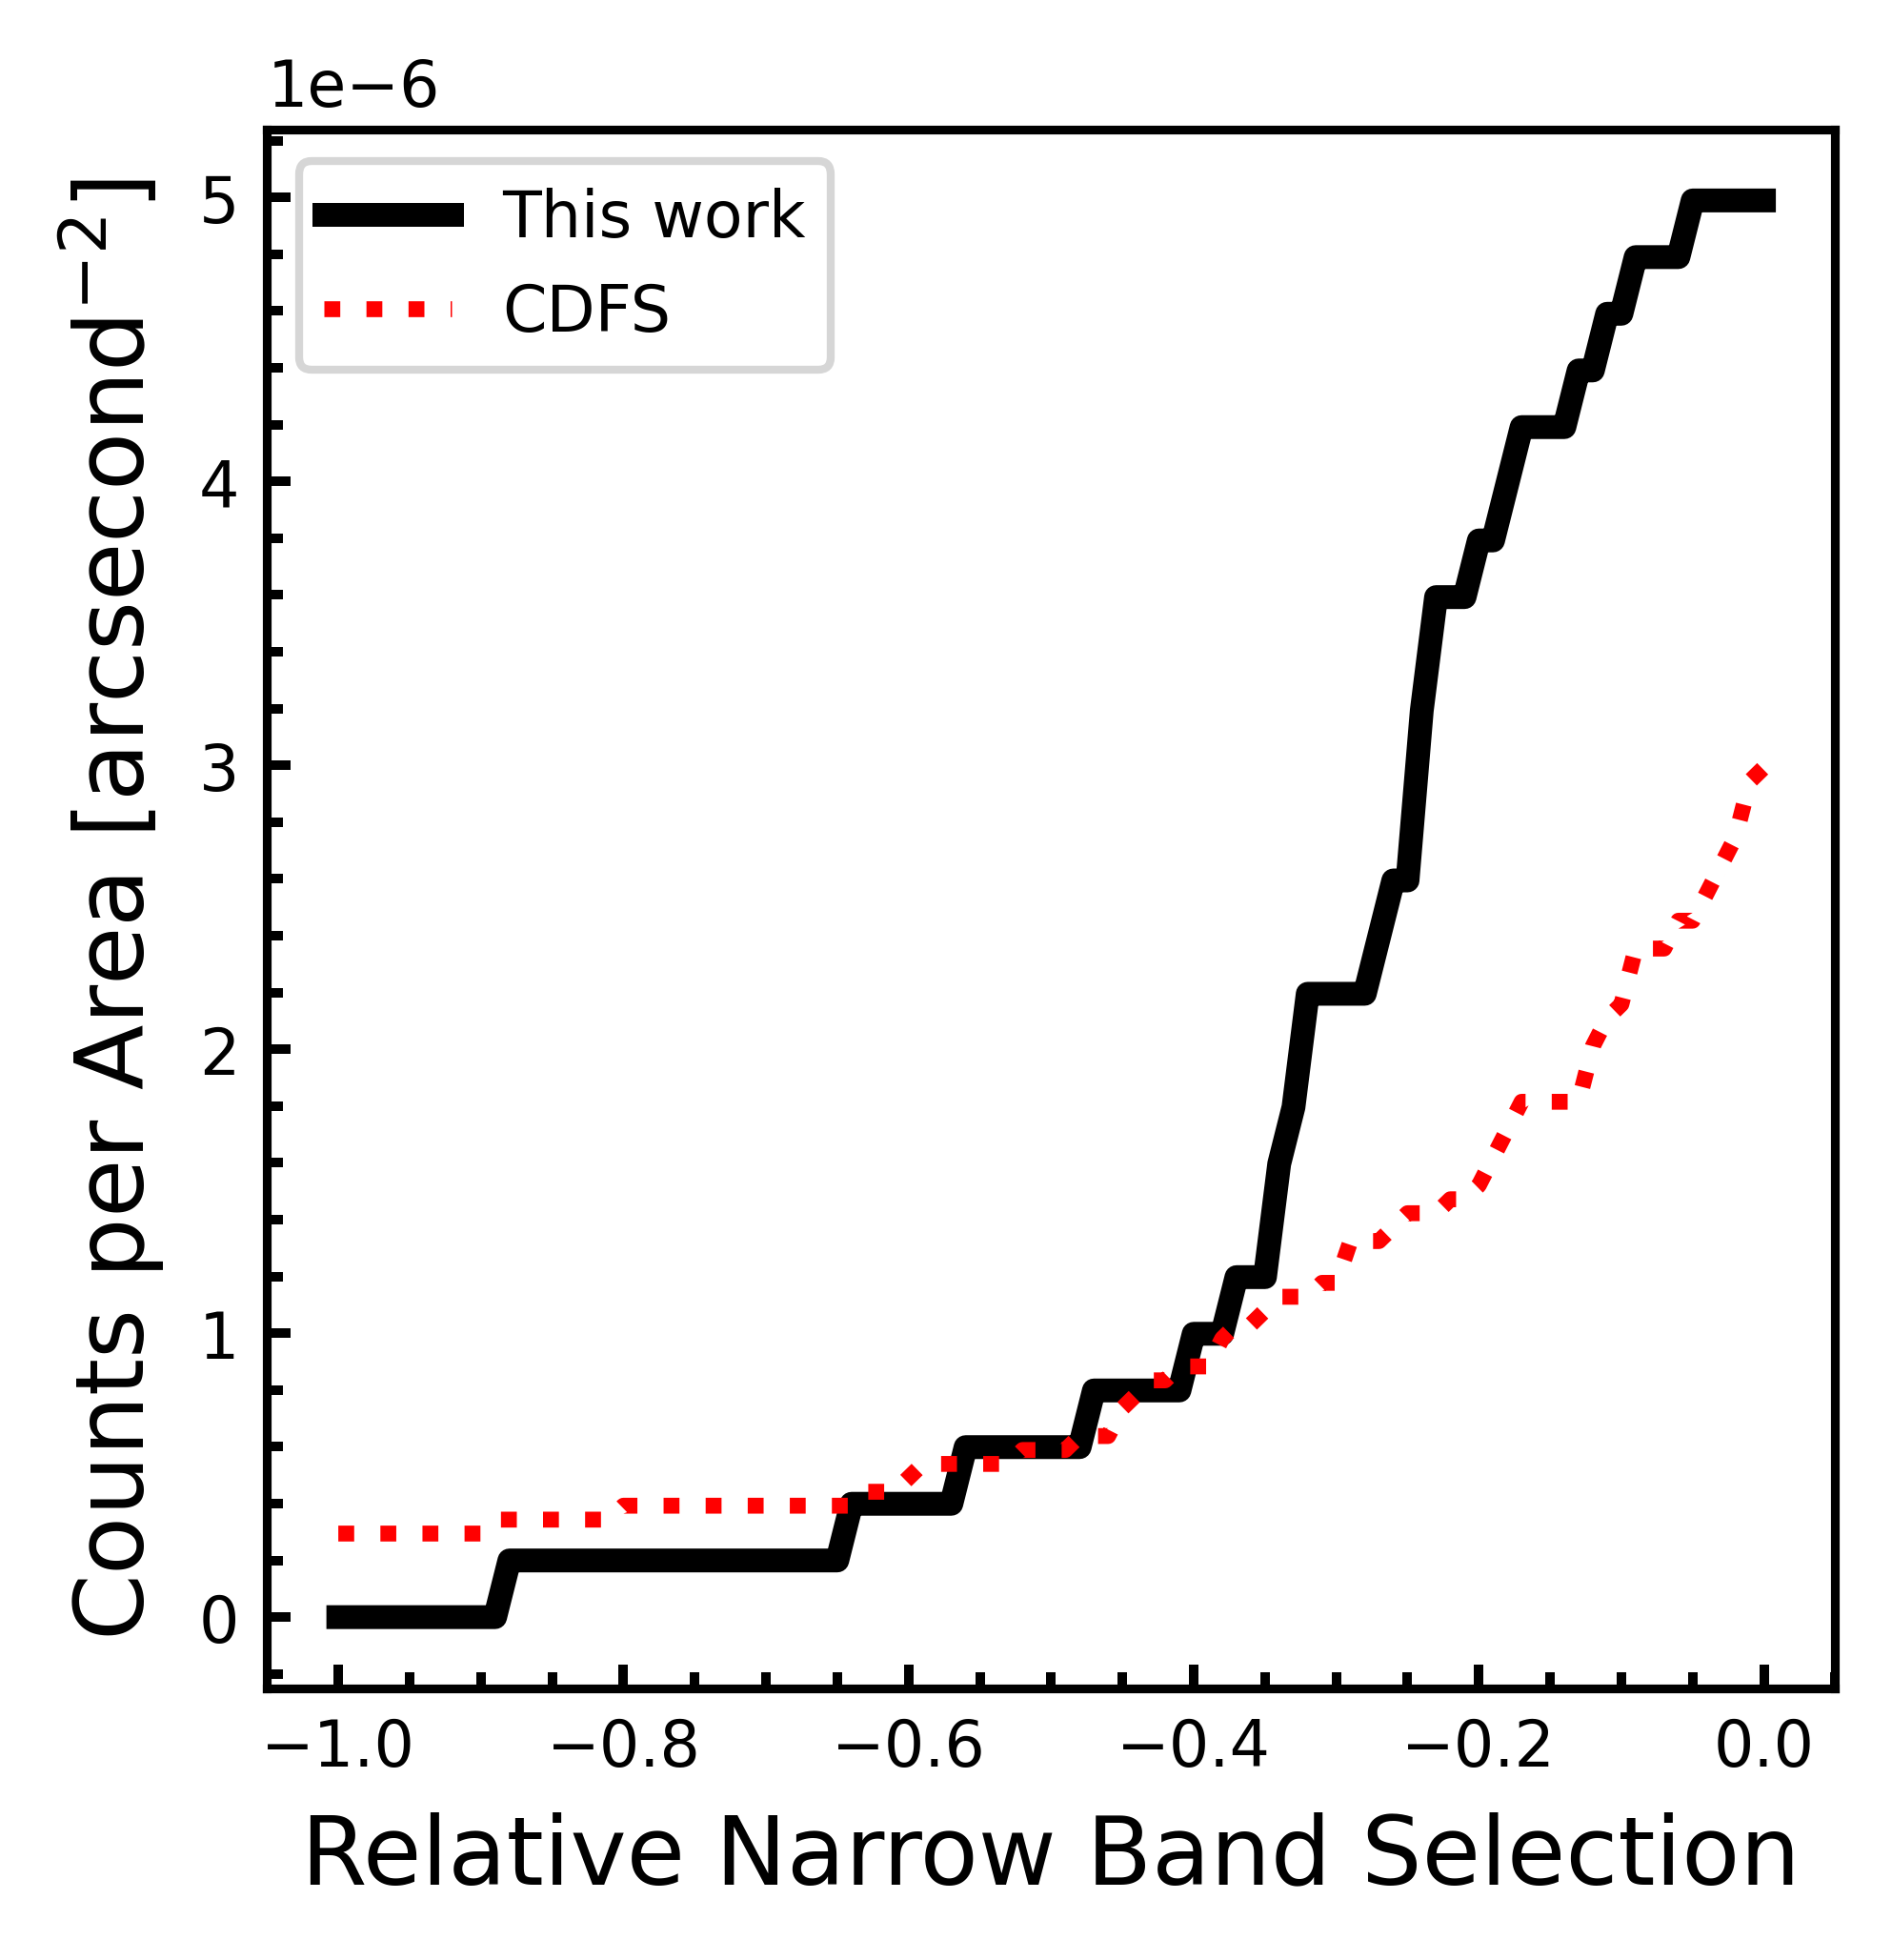 1e−6
This work
CDFS
5
4
3
2
1
0
Counts per Area [arcsecond⁻²]
−1.0 −0.8 −0.6 −0.4 −0.2 0.0
Relative Narrow Band Selection